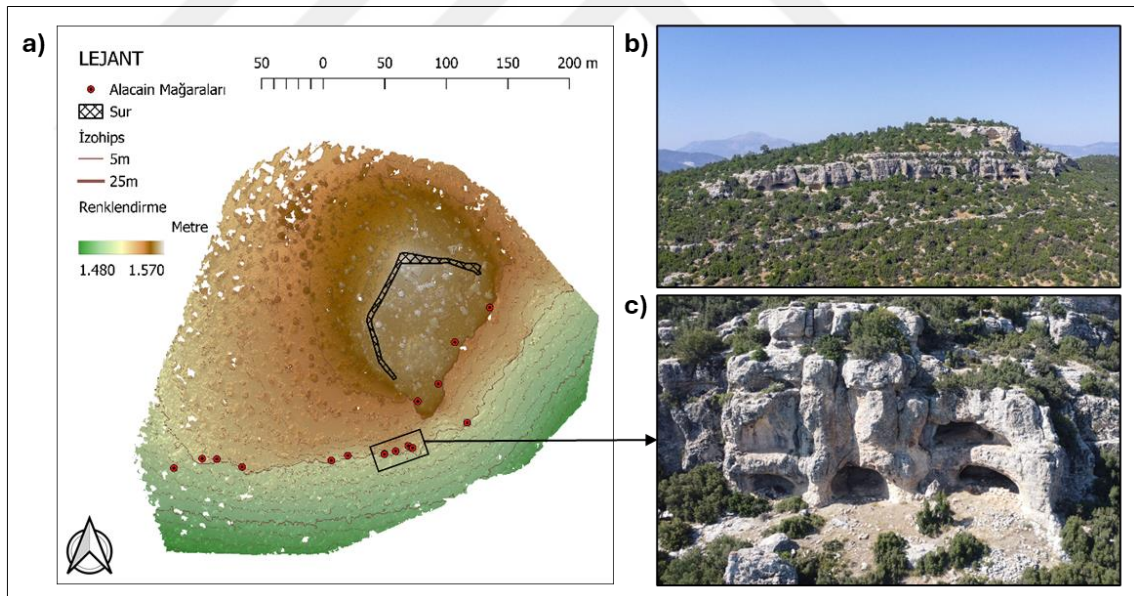 a)
LEJANT
Alacain Mağaraları
Sur
İzohips
5m
25m
Renklendirme
Metre
1.480 1.570
50 0 50 100 150 200 m
b)
c)